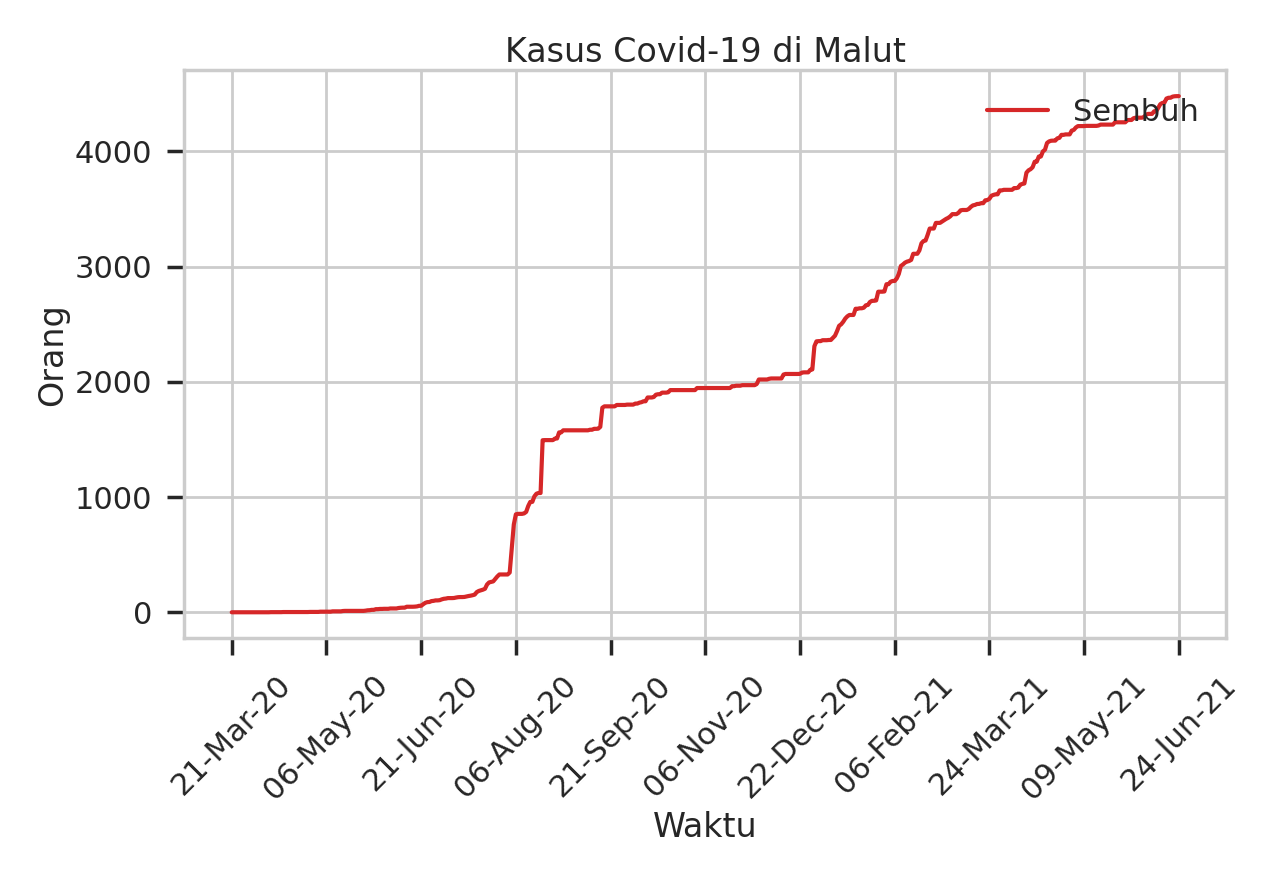 Kasus Covid-19 di Malut
Sembuh
Orang
4000
3000
2000
1000
0
21-Mar-20
06-May-20
21-Jun-20
06-Aug-20
21-Sep-20
06-Nov-20
22-Dec-20
06-Feb-21
24-Mar-21
09-May-21
24-Jun-21
Waktu